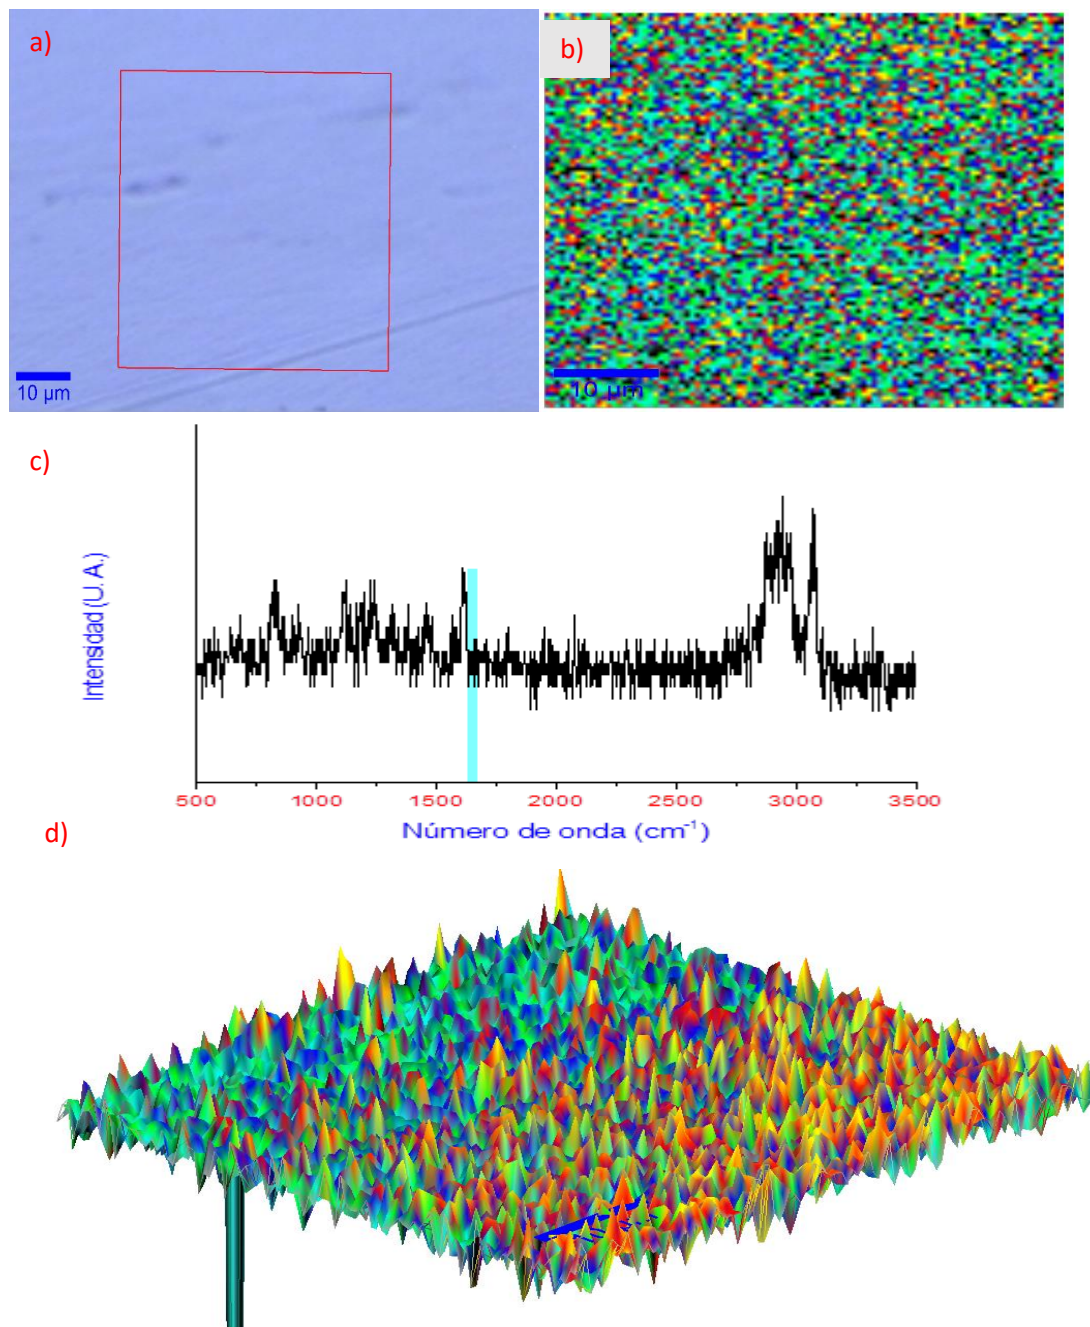 a)
b)
10 µm
10 µm
c)
Intensidad (U. A.)
500 1000 1500 2000 2500 3000 3500
Número de onda (cm⁻¹)
d)